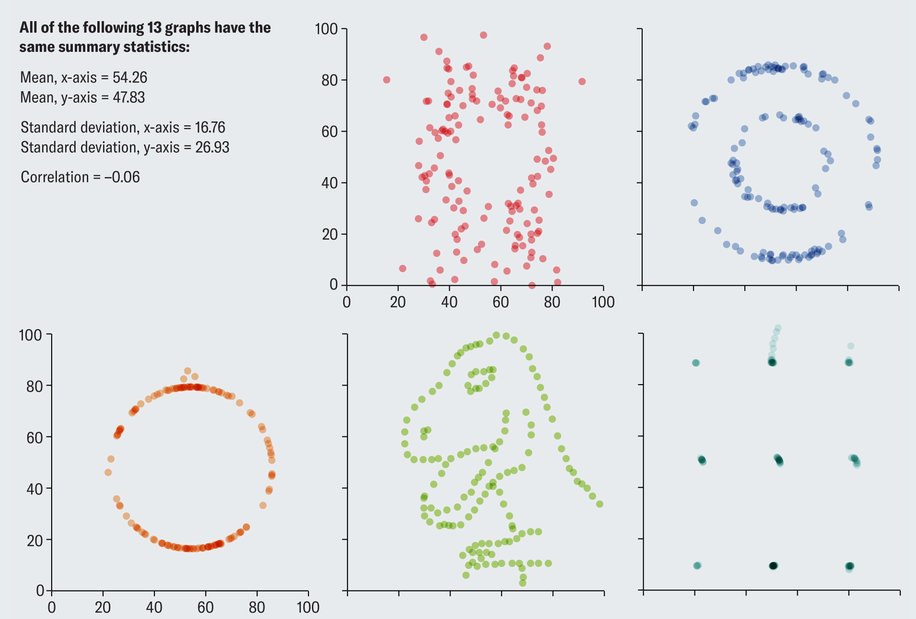 All of the following 13 graphs have the
same summary statistics:
Mean, x-axis = 54.26
Mean, y-axis = 47.83
Standard deviation, x-axis = 16.76
Standard deviation, y-axis = 26.93
Correlation = –0.06
100
80
60
40
20
0
0 20 40 60 80 100
100
80
60
40
20
0
0 20 40 60 80 100